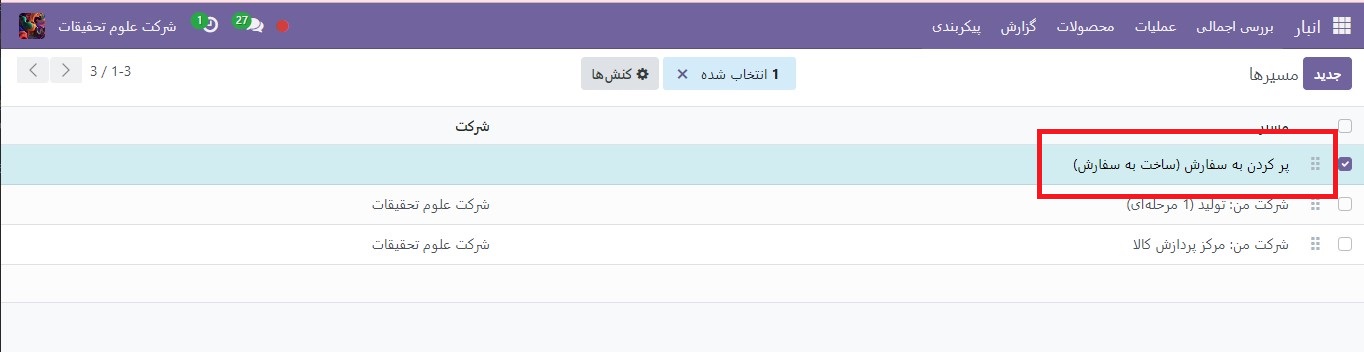 انبار بررسی اجمالی عملیات محصولات گزارش پیکربندی 27 1 شرکت علوم تحقیقات
جدید مسیرها 1 انتخاب شده کنش‌ها 1-3 / 3
شرکت
پر کردن به سفارش (ساخت به سفارش)
شرکت من: تولید (1 مرحله‌ای) شرکت علوم تحقیقات
شرکت من: مرکز پردازش کالا شرکت علوم تحقیقات